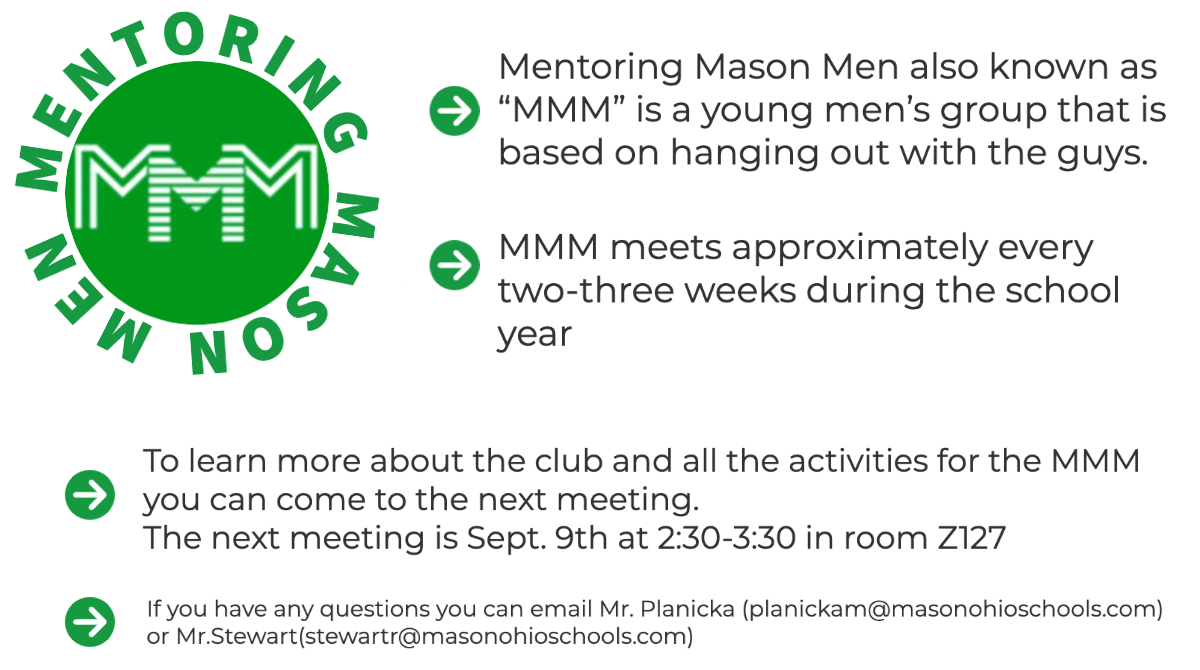 MENTORING MASON MEN
MMM
Mentoring Mason Men also known as
“MMM” is a young men’s group that is
based on hanging out with the guys.
MMM meets approximately every
two-three weeks during the school
year
To learn more about the club and all the activities for the MMM
you can come to the next meeting.
The next meeting is Sept. 9th at 2:30-3:30 in room Z127
If you have any questions you can email Mr. Planicka (planickam@masonohioschools.com)
or Mr.Stewart(stewartr@masonohioschools.com)